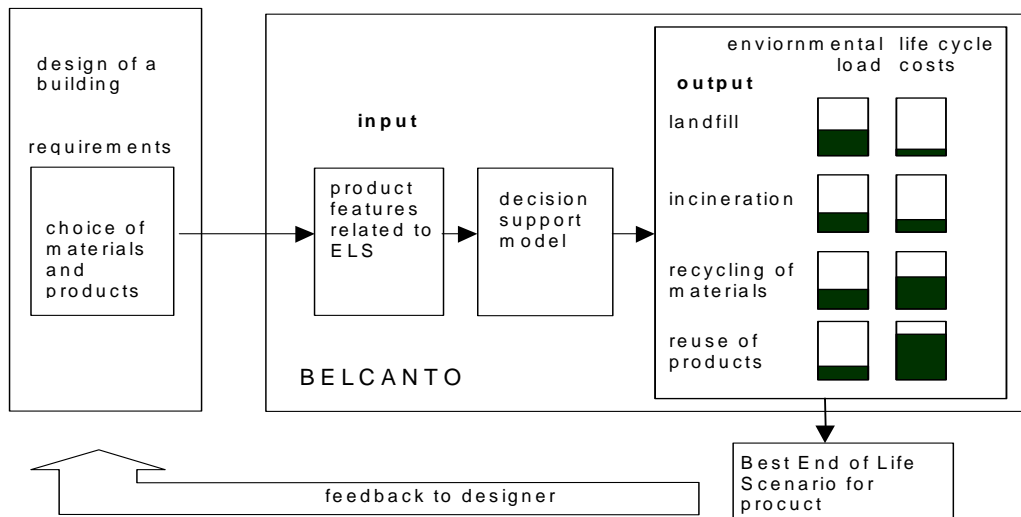 design of a
building
requirements
choice of
materials
and
products
input
product
features
related to
ELS
decision
support
model
BELCANTO
enviornmental
load
life cycle
costs
output
landfill
incineration
recycling of
materials
reuse of
products
Best End of Life
Scenario for
procuct
feedback to designer